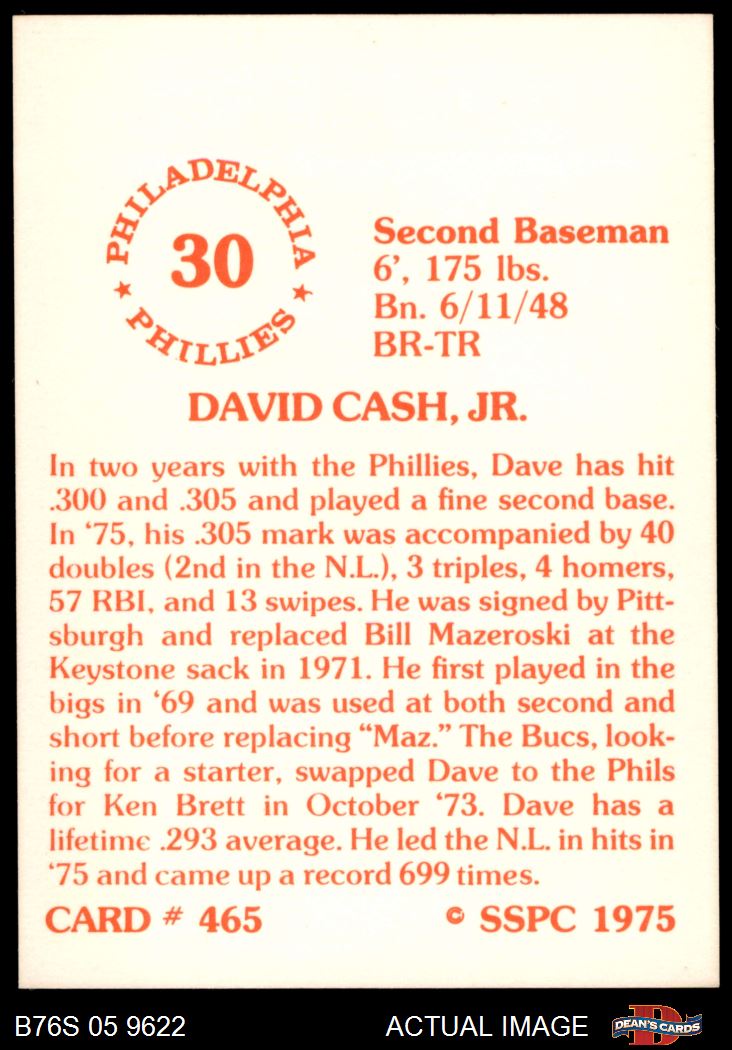 PHILADELPHIA
30
★ PHILLIES ★
Second Baseman
6’, 175 lbs.
Bn. 6/11/48
BR-TR
DAVID CASH, JR.
In two years with the Phillies, Dave has hit
.300 and .305 and played a fine second base.
In ‘75, his .305 mark was accompanied by 40
doubles (2nd in the N.L.), 3 triples, 4 homers,
57 RBI, and 13 swipes. He was signed by Pitt-
sburgh and replaced Bill Mazeroski at the
Keystone sack in 1971. He first played in the
bigs in ‘69 and was used at both second and
short before replacing “Maz.” The Bucs, look-
ing for a starter, swapped Dave to the Phils
for Ken Brett in October ‘73. Dave has a
lifetime .293 average. He led the N.L. in hits in
‘75 and came up a record 699 times.
CARD # 465 © SSPC 1975
B76S 05 9622 ACTUAL IMAGE DEAN'S CARDS